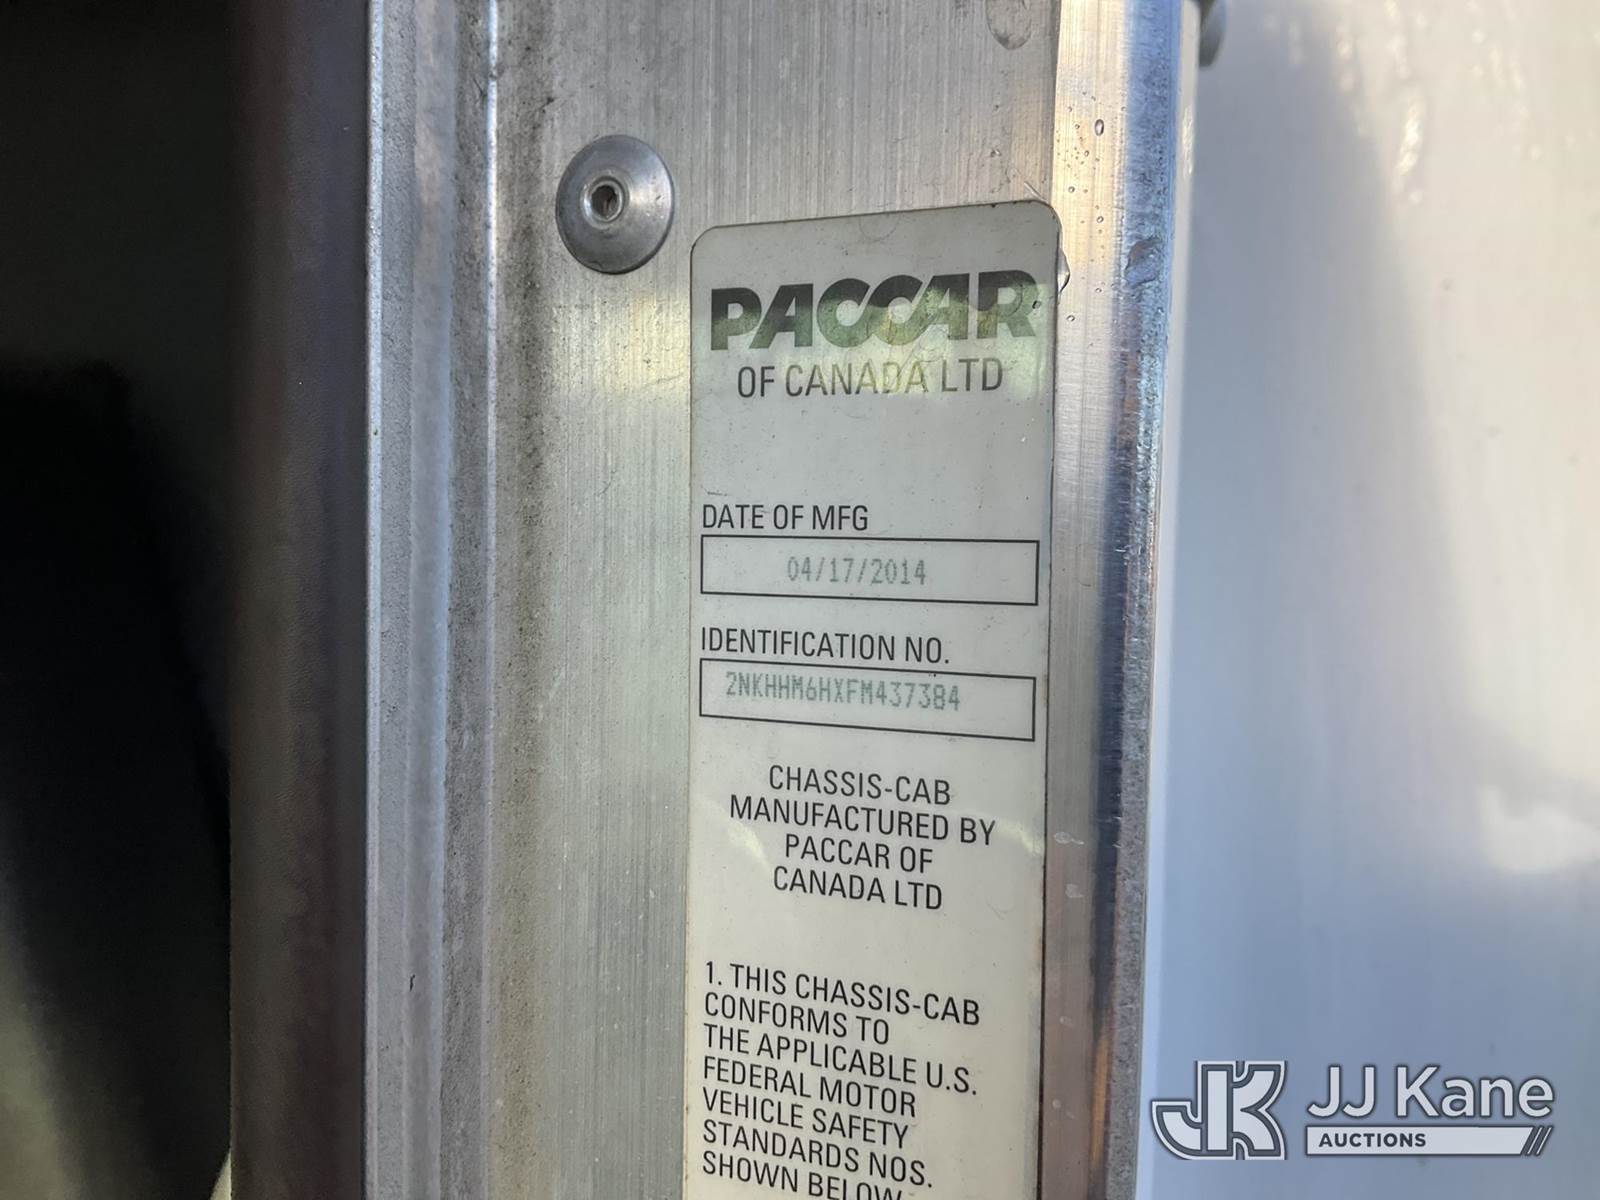 PACCAR
OF CANADA LTD
DATE OF MFG
04/17/2014
IDENTIFICATION NO.
2NKHHM6HXFM437384
CHASSIS-CAB
MANUFACTURED BY
PACCAR OF
CANADA LTD
1. THIS CHASSIS-CAB
CONFORMS TO
THE APPLICABLE U.S.
FEDERAL MOTOR
VEHICLE SAFETY
STANDARDS NOS.
SHOWN BELOW
JK JJ Kane
AUCTIONS